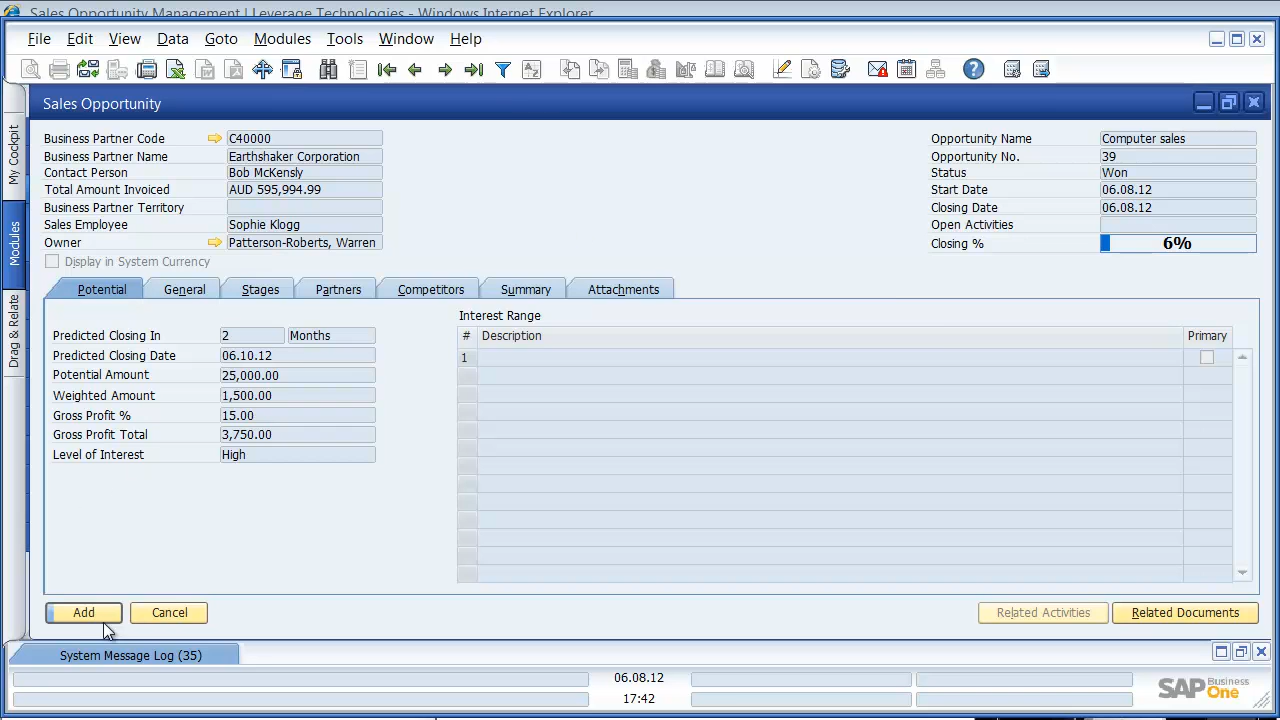 Sales Opportunity Management | Leverage Technologies - Windows Internet Explorer
File Edit View Data Goto Modules Tools Window Help
Sales Opportunity
My Cockpit
Modules
Drag & Relate
Business Partner Code C40000
Business Partner Name Earthshaker Corporation
Contact Person Bob McKensly
Total Amount Invoiced AUD 595,994.99
Business Partner Territory
Sales Employee Sophie Klogg
Owner Patterson-Roberts, Warren
Display in System Currency
Opportunity Name Computer sales
Opportunity No. 39
Status Won
Start Date 06.08.12
Closing Date 06.08.12
Open Activities
Closing % 6%
Potential General Stages Partners Competitors Summary Attachments
Predicted Closing In 2 Months
Predicted Closing Date 06.10.12
Potential Amount 25,000.00
Weighted Amount 1,500.00
Gross Profit % 15.00
Gross Profit Total 3,750.00
Level of Interest High
Interest Range
# Description Primary
1
Add Cancel Related Activities Related Documents
System Message Log (35)
06.08.12
17:42
SAP Business One